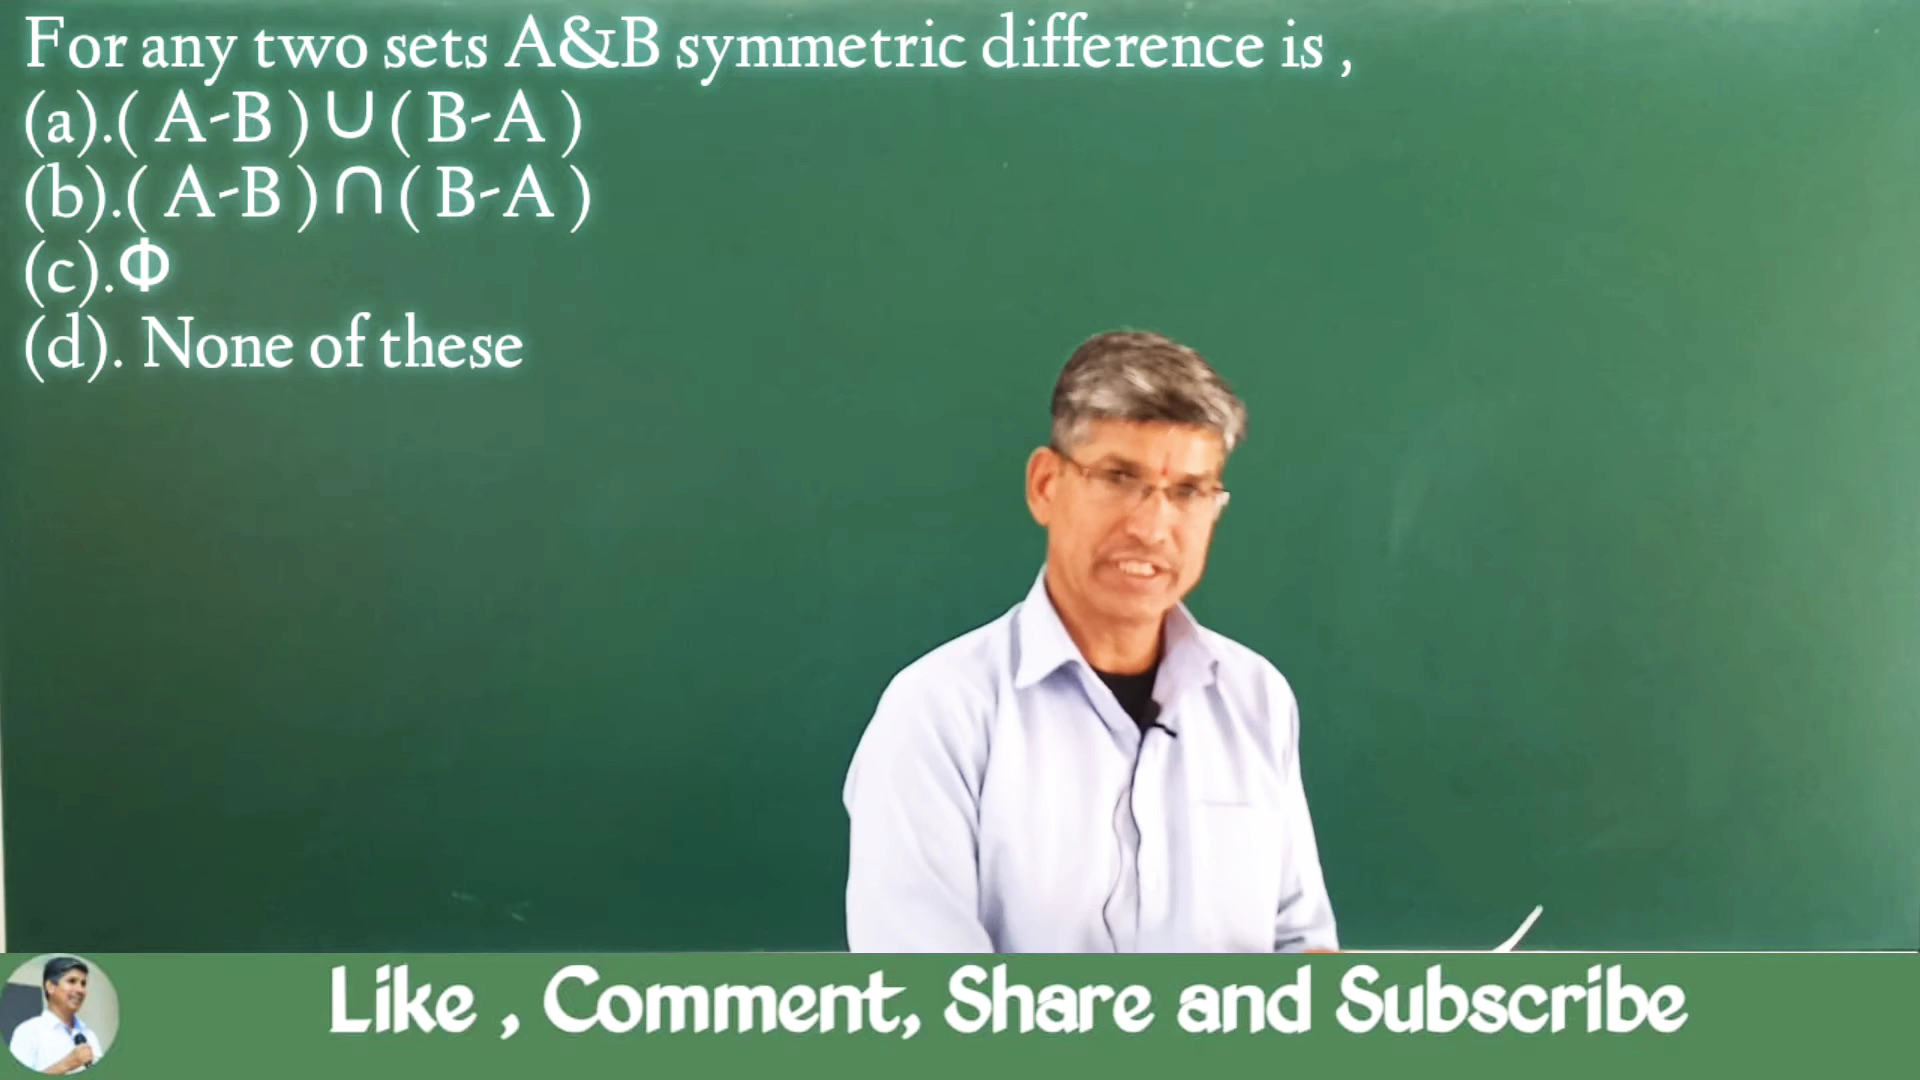 For any two sets A&B symmetric difference is ,
(a).( A-B ) ∪ ( B-A )
(b).( A-B ) ∩ ( B-A )
(c).Φ
(d). None of these
Like , Comment, Share and Subscribe